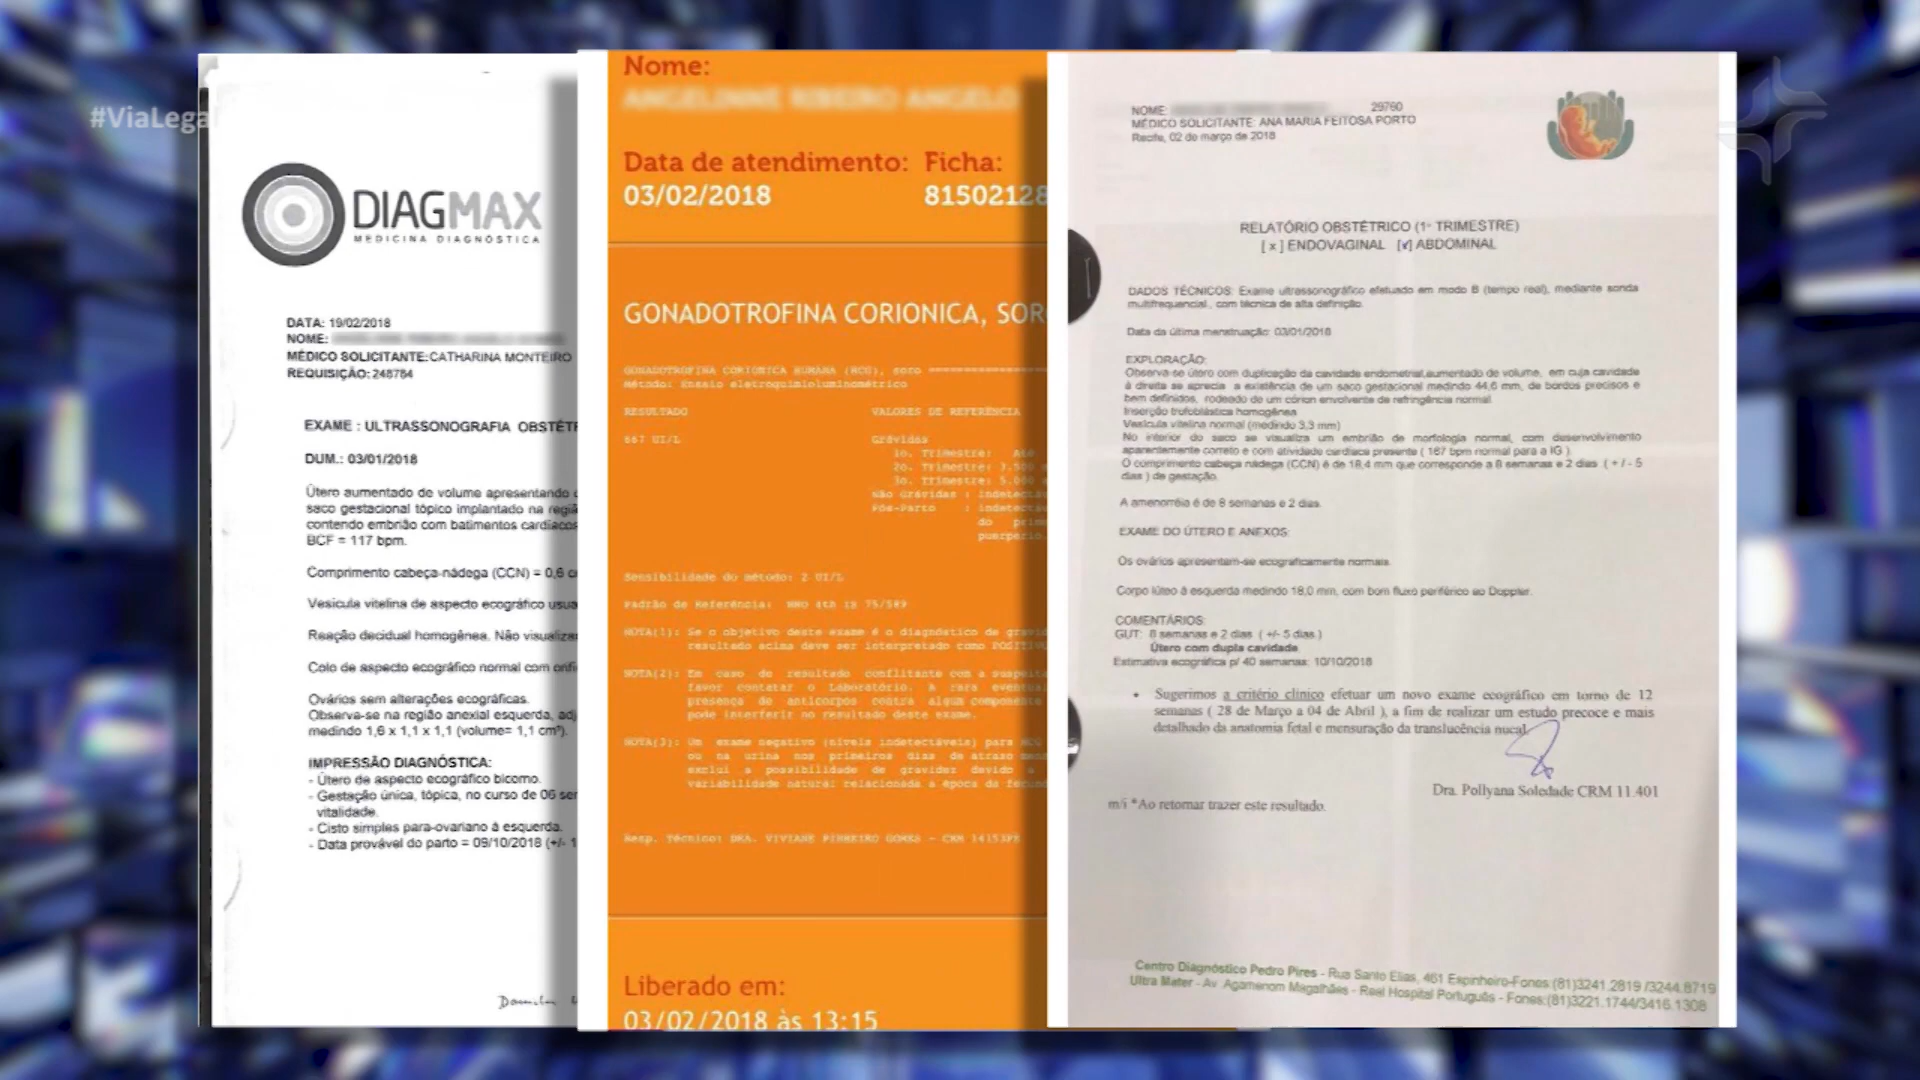 #ViaLega
DIAGMAX
MEDICINA DIAGNÓSTICA
DATA: 19/02/2018
NOME:
MÉDICO SOLICITANTE: CATHARINA MONTEIRO
REQUISIÇÃO: 248784
EXAME : ULTRASSONOGRAFIA OBSTÉT
DUM.: 03/01/2018
Útero aumentado de volume apresentando
saco gestacional tópico implantado na regiã
contendo embrião com batimentos cardíacos
BCF = 117 bpm.
Comprimento cabeça-nádega (CCN) = 0,6 c
Vesícula vitelina de aspecto ecográfico usua
Reação decidual homogênea. Não visualiza
Colo de aspecto ecográfico normal com orifí
Ovários sem alterações ecográficas.
Observa-se na região anexial esquerda, adj
medindo 1,6 x 1,1 x 1,1 (volume= 1,1 cm³).
IMPRESSÃO DIAGNÓSTICA:
- Útero de aspecto ecográfico bicorno.
- Gestação única, tópica, no curso de 06 se
vitalidade.
- Cisto simples para-ovariano à esquerda.
- Data provável do parto = 09/10/2018 (+/- 1
Nome:
Data de atendimento: Ficha:
03/02/2018 81502128
GONADOTROFINA CORIONICA, SOR
GONADOTROFINA CORIONICA HUMANA (HCG), soro
Método: Ensaio eletroquimioluminométrico
RESULTADO VALORES DE REFERÊNCIA
667 UI/L Grávidas
1o. Trimestre: Até
2o. Trimestre: 3.500
3o. Trimestre: 5.000
não Grávidas : indetectá
Pós-Parto : indetectá
do prim
puerpério.
Sensibilidade do método: 2 UI/L
Padrão de Referência: WHO 4th IS 75/589
NOTA(1): Se o objetivo deste exame é o diagnóstico de gravid
resultado acima deve ser interpretado como POSITIV
NOTA(2): Em caso de resultado conflitante com a suspeita
favor contatar o Laboratório. A rara eventua
presença de anticorpos contra algum componente
pode interferir no resultado deste exame.
NOTA(3): Um exame negativo (níveis indetectáveis) para HCG
ou na urina nos primeiros dias de atraso men
exclui a possibilidade de gravidez devido a
variabilidade natural relacionada à época da fecund
Resp. Técnico: DRA. VIVIANE PINHEIRO GOMES - CRM 14153PE
Liberado em:
03/02/2018 às 13:15
NOME: 29760
MÉDICO SOLICITANTE: ANA MARIA FEITOSA PORTO
Recife, 02 de março de 2018
RELATÓRIO OBSTÉTRICO (1º TRIMESTRE)
[ x ] ENDOVAGINAL [√] ABDOMINAL
DADOS TÉCNICOS: Exame ultrassonográfico efetuado em modo B (tempo real), mediante sonda
multifrequencial, com técnica de alta definição.
Data da última menstruação: 03/01/2018
EXPLORAÇÃO:
Observa-se útero com duplicação da cavidade endometrial, aumentado de volume, em cuja cavidade
à direita se aprecia a existência de um saco gestacional medindo 44,6 mm, de bordos precisos e
bem definidos, rodeado de um córion envolvente de refringência normal.
Inserção trofoblástica homogênea
Vesícula vitelina normal (medindo 3,3 mm)
No interior do saco se visualiza um embrião de morfologia normal, com desenvolvimento
aparentemente correto e com atividade cardíaca presente ( 167 bpm normal para a IG ).
O comprimento cabeça nádega (CCN) é de 18,4 mm que corresponde a 8 semanas e 2 dias ( + / - 5
dias ) de gestação.
A amenorréia é de 8 semanas e 2 dias.
EXAME DO ÚTERO E ANEXOS:
Os ovários apresentam-se ecograficamente normais.
Corpo lúteo à esquerda medindo 18,0 mm, com bom fluxo periférico ao Doppler.
COMENTÁRIOS:
GUT: 8 semanas e 2 dias ( +/- 5 dias.)
Útero com dupla cavidade
Estimativa ecográfica p/ 40 semanas: 10/10/2018
• Sugerimos a critério clínico efetuar um novo exame ecográfico em torno de 12
semanas ( 28 de Março a 04 de Abril ), a fim de realizar um estudo precoce e mais
detalhado da anatomia fetal e mensuração da translucência nucal.
Dra. Pollyana Soledade CRM 11.401
m/i *Ao retornar trazer este resultado.
Centro Diagnóstico Pedro Pires - Rua Santo Elias, 461 Espinheiro-Fones:(81)3241.2819 /3244.8719
Ultra Mater - Av. Agamenom Magalhães - Real Hospital Português - Fones:(81)3221.1744/3416.1308